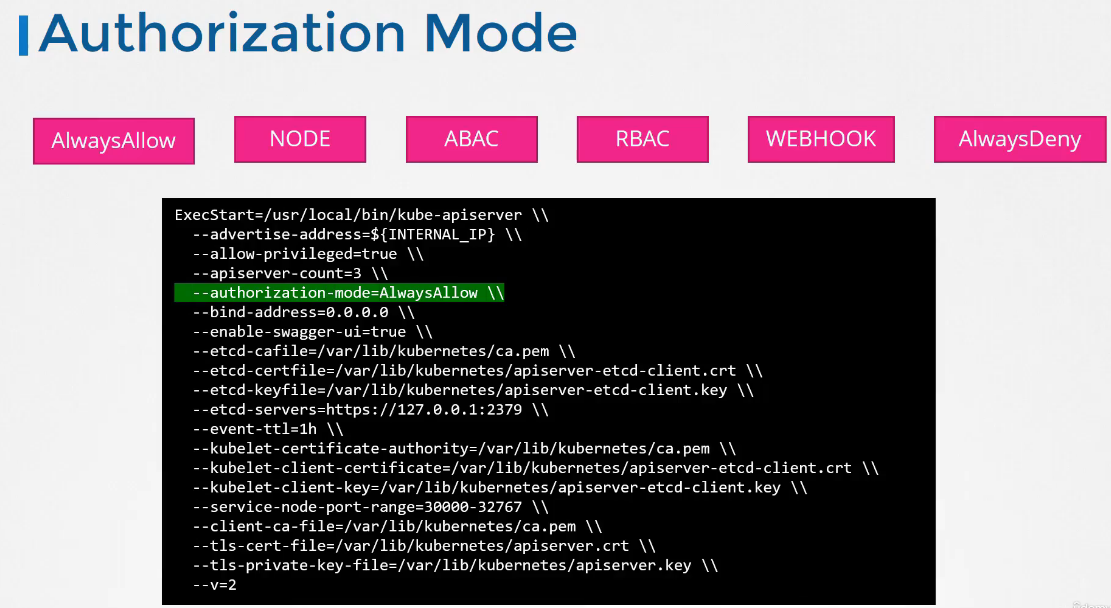 Authorization Mode
AlwaysAllow
NODE
ABAC
RBAC
WEBHOOK
AlwaysDeny
ExecStart=/usr/local/bin/kube-apiserver \\
--advertise-address=${INTERNAL_IP} \\
--allow-privileged=true \\
--apiserver-count=3 \\
--authorization-mode=AlwaysAllow \\
--bind-address=0.0.0.0 \\
--enable-swagger-ui=true \\
--etcd-cafile=/var/lib/kubernetes/ca.pem \\
--etcd-certfile=/var/lib/kubernetes/apiserver-etcd-client.crt \\
--etcd-keyfile=/var/lib/kubernetes/apiserver-etcd-client.key \\
--etcd-servers=https://127.0.0.1:2379 \\
--event-ttl=1h \\
--kubelet-certificate-authority=/var/lib/kubernetes/ca.pem \\
--kubelet-client-certificate=/var/lib/kubernetes/apiserver-etcd-client.crt \\
--kubelet-client-key=/var/lib/kubernetes/apiserver-etcd-client.key \\
--service-node-port-range=30000-32767 \\
--client-ca-file=/var/lib/kubernetes/ca.pem \\
--tls-cert-file=/var/lib/kubernetes/apiserver.crt \\
--tls-private-key-file=/var/lib/kubernetes/apiserver.key \\
--v=2